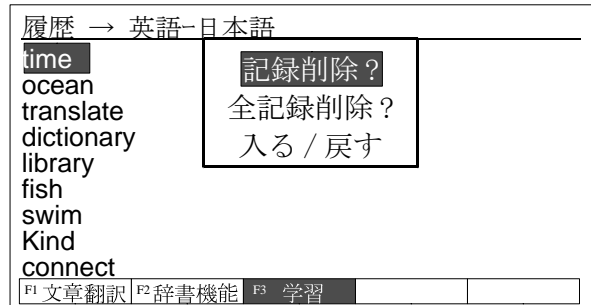 履歴 → 英語-日本語
time
ocean
translate
dictionary
library
fish
swim
Kind
connect
記録削除？
全記録削除？
入る / 戻す
F1 文章翻訳 F2 辞書機能 F3 学習